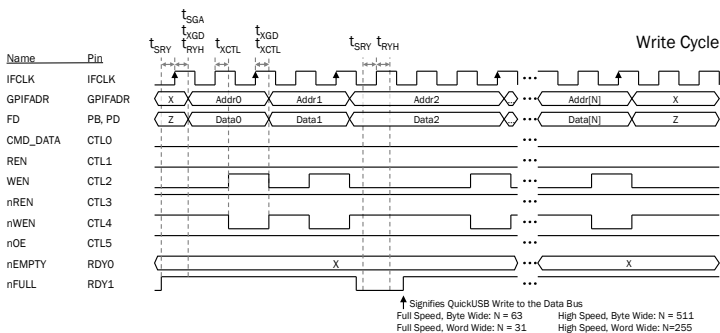 Write Cycle
tSGA
tXGD
tXGD
tSRY tRYH tXCTL tXCTL tSRY tRYH
Name Pin
IFCLK IFCLK
GPIFADR GPIFADR X Addr0 Addr1 Addr2 ... Addr[N] X
FD PB, PD Z Data0 Data1 Data2 ... Data[N] Z
CMD_DATA CTL0
REN CTL1
WEN CTL2
nREN CTL3
nWEN CTL4
nOE CTL5
nEMPTY RDY0 X X
nFULL RDY1
Signifies QuickUSB Write to the Data Bus
Full Speed, Byte Wide: N = 63 High Speed, Byte Wide: N = 511
Full Speed, Word Wide: N = 31 High Speed, Word Wide: N=255